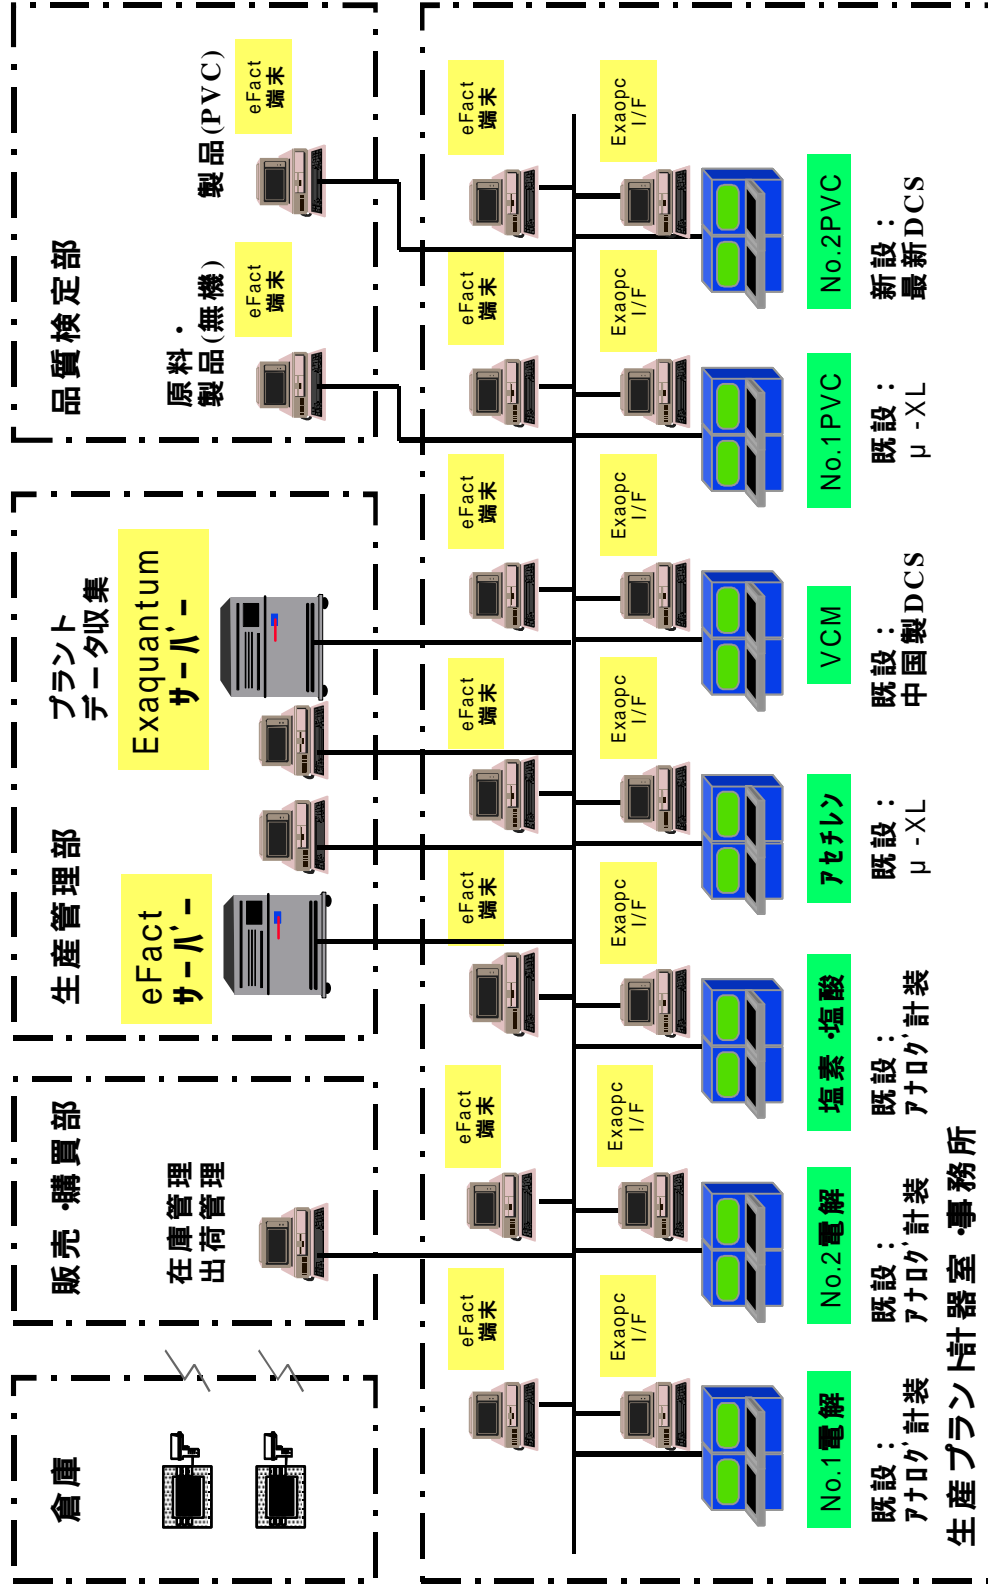 倉庫
販売・購買部
在庫管理
出荷管理
生産管理部
eFact
サーバー
プラント
データ収集
Exaquantum
サーバー
品質検定部
原料・
製品(無機)
eFact
端末
製品(PVC)
eFact
端末
eFact
端末
eFact
端末
eFact
端末
eFact
端末
eFact
端末
eFact
端末
eFact
端末
Exaopc
I/F
Exaopc
I/F
Exaopc
I/F
Exaopc
I/F
Exaopc
I/F
Exaopc
I/F
Exaopc
I/F
No.1電解
No.2電解
塩素・塩酸
アセチレン
VCM
No.1PVC
No.2PVC
既設：
アナログ計装
既設：
アナログ計装
既設：
アナログ計装
既設：
μ-XL
既設：
中国製DCS
既設：
μ-XL
新設：
最新DCS
生産プラント計器室・事務所